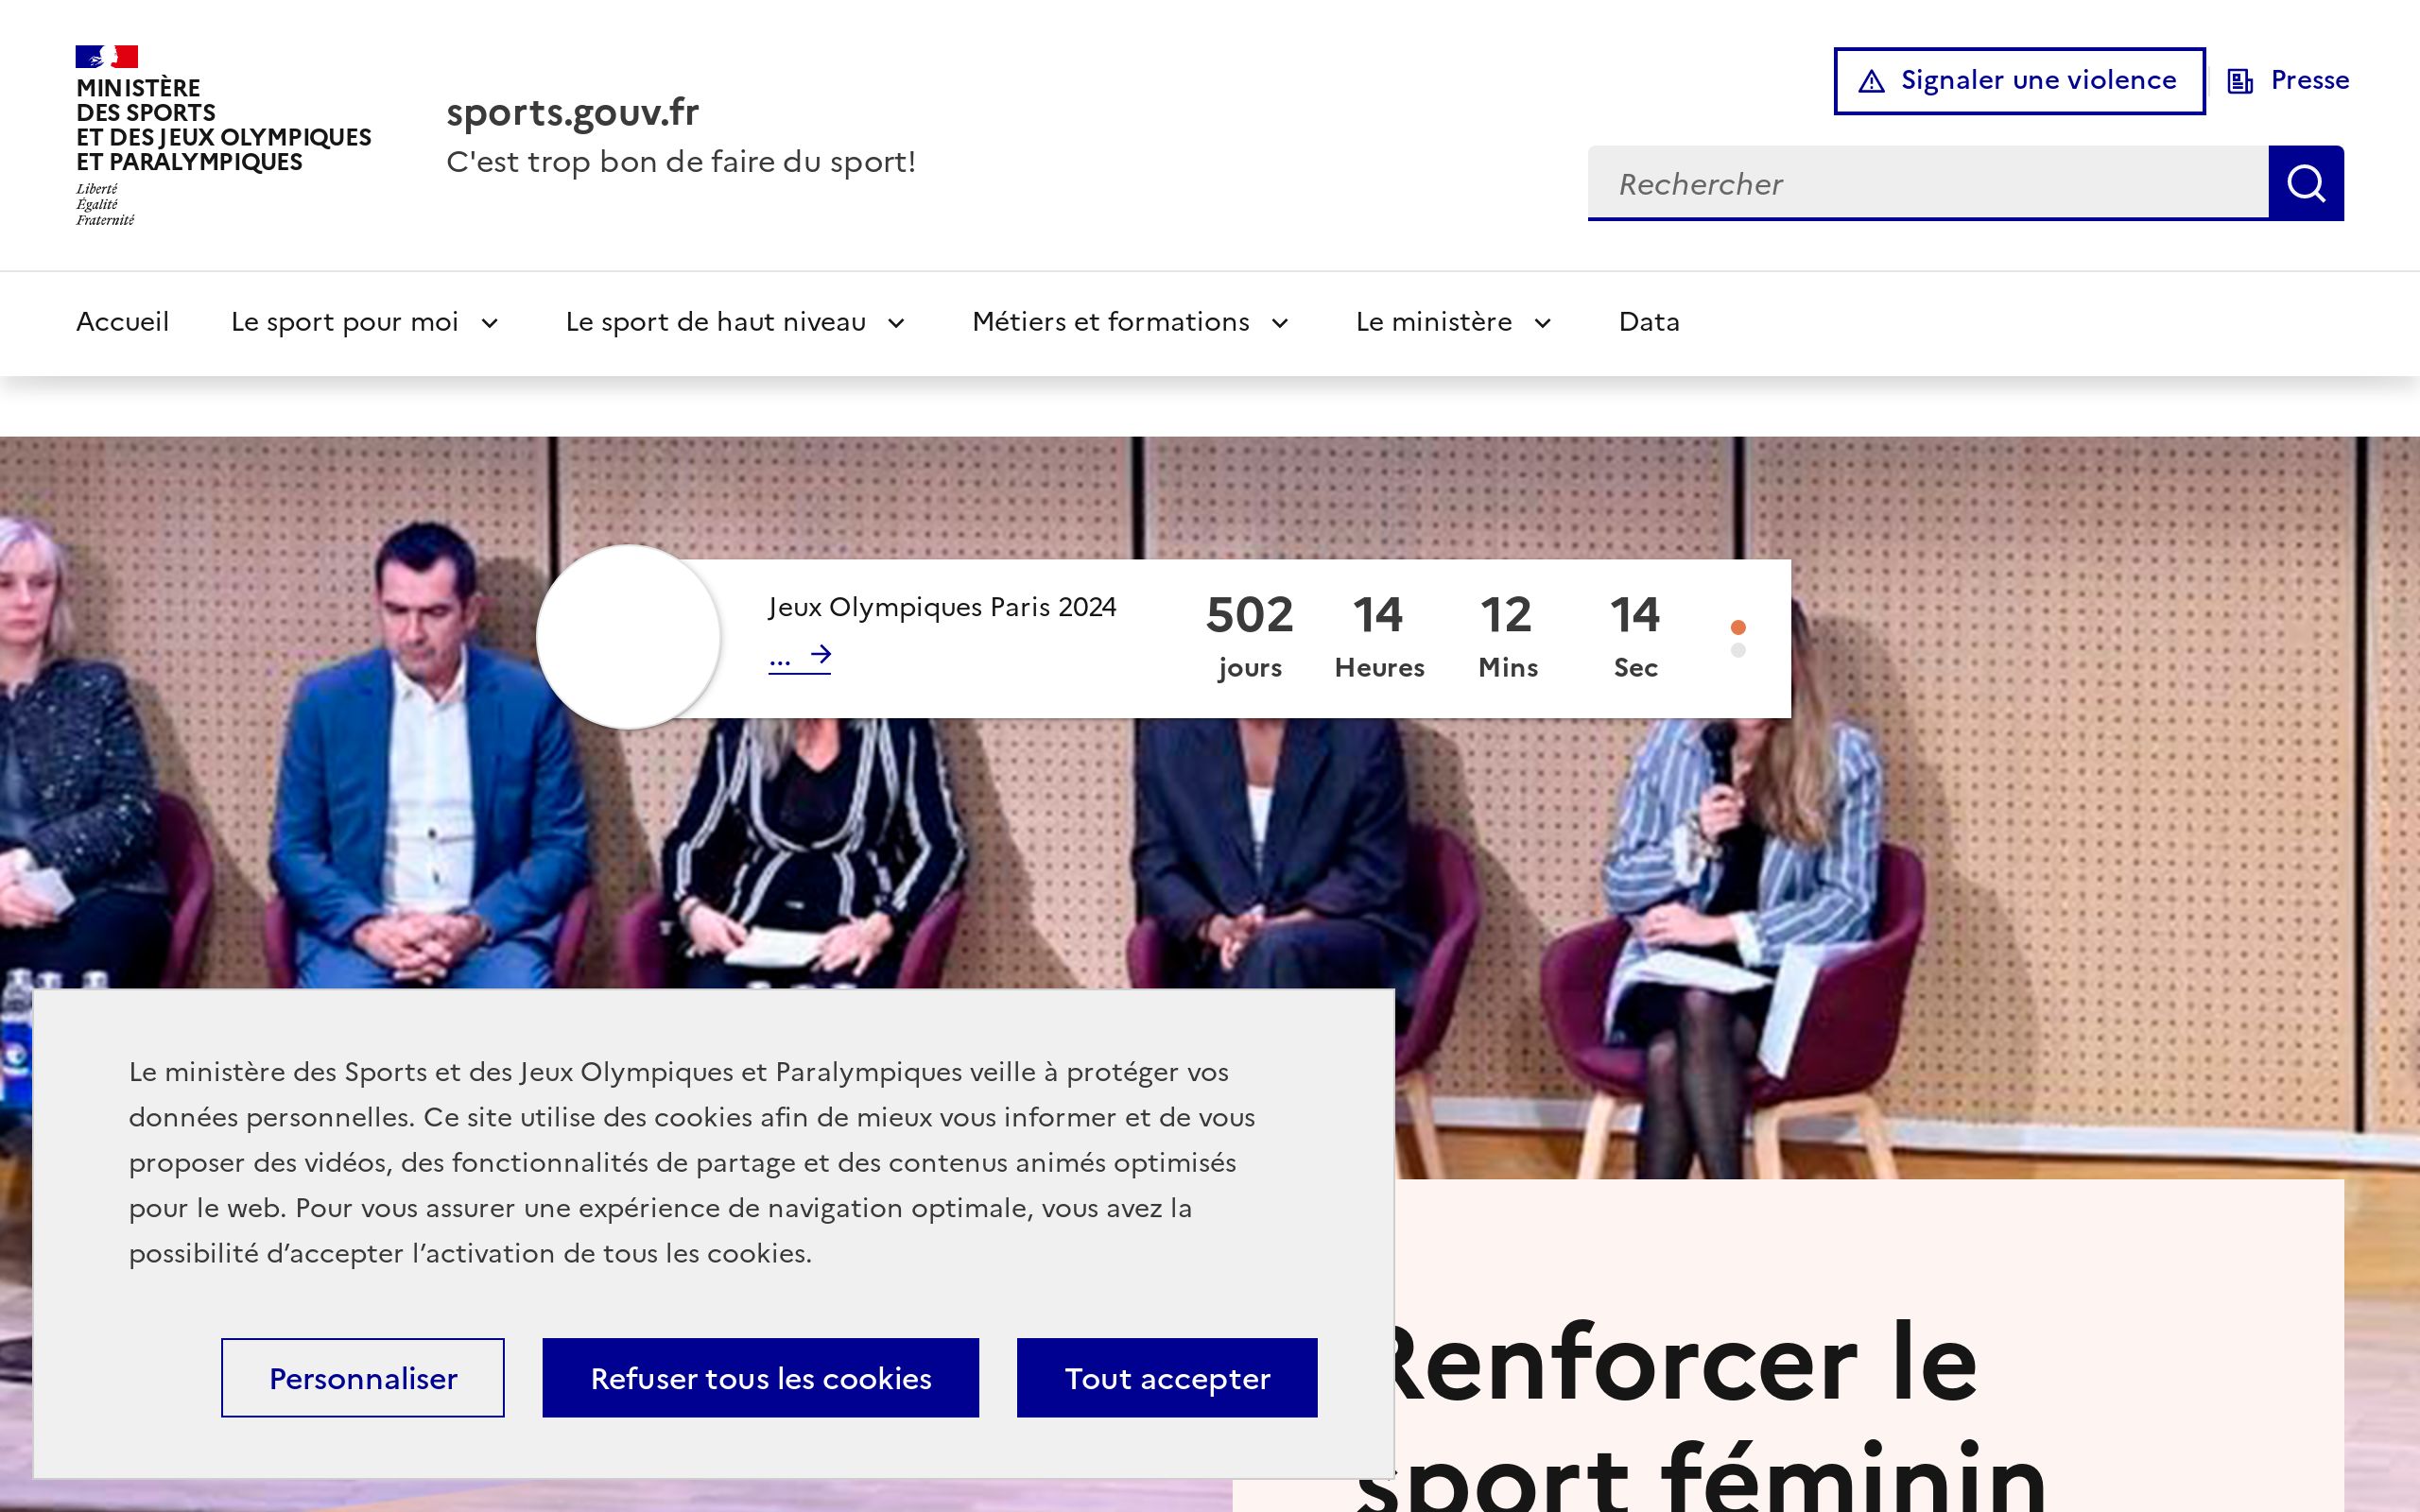 MINISTÈRE
DES SPORTS
ET DES JEUX OLYMPIQUES
ET PARALYMPIQUES
Liberté
Égalité
Fraternité
sports.gouv.fr
C'est trop bon de faire du sport!
Signaler une violence
Presse
Rechercher
Accueil
Le sport pour moi
Le sport de haut niveau
Métiers et formations
Le ministère
Data
Jeux Olympiques Paris 2024
...
502 14 12 14
jours Heures Mins Sec
Le ministère des Sports et des Jeux Olympiques et Paralympiques veille à protéger vos
données personnelles. Ce site utilise des cookies afin de mieux vous informer et de vous
proposer des vidéos, des fonctionnalités de partage et des contenus animés optimisés
pour le web. Pour vous assurer une expérience de navigation optimale, vous avez la
possibilité d’accepter l’activation de tous les cookies.
Personnaliser
Refuser tous les cookies
Tout accepter
Renforcer le
sport féminin